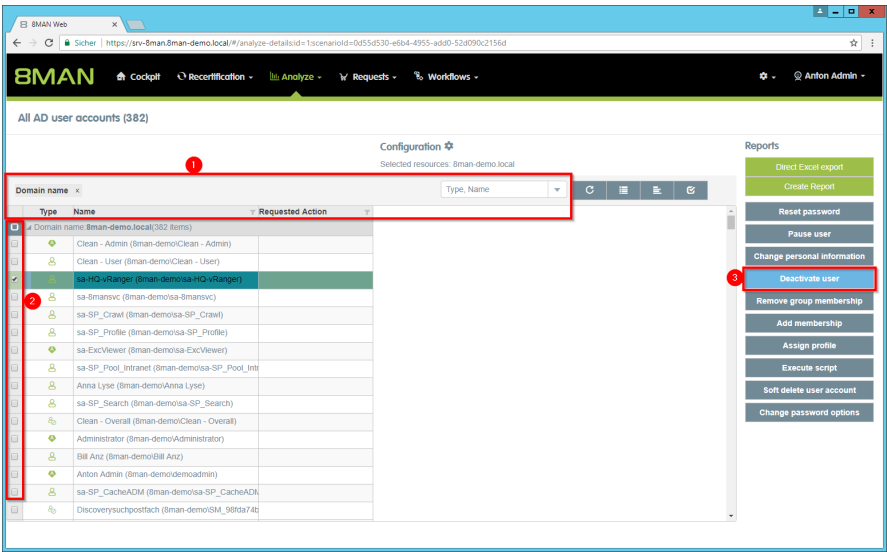 8MAN Web
Sicher | https://srv-8man.8man-demo.local/#/analyze-details;id=1;scenarioId=0d55d530-e6b4-4955-add0-52d090c2156d
8MAN Cockpit Recertification Analyze Requests Workflows Anton Admin
All AD user accounts (382)
Configuration
Selected resources: 8man-demo.local
Reports
Direct Excel export
Create Report
1
Domain name x
Type, Name
Type Name Requested Action
Domain name:8man-demo.local(382 items)
Clean - Admin (8man-demo\Clean - Admin)
Clean - User (8man-demo\Clean - User)
sa-HQ-vRanger (8man-demo\sa-HQ-vRanger)
2
sa-8mansvc (8man-demo\sa-8mansvc)
sa-SP_Crawl (8man-demo\sa-SP_Crawl)
sa-SP_Profile (8man-demo\sa-SP_Profile)
sa-ExcViewer (8man-demo\sa-ExcViewer)
sa-SP_Pool_Intranet (8man-demo\sa-SP_Pool_Intr
Anna Lyse (8man-demo\Anna Lyse)
sa-SP_Search (8man-demo\sa-SP_Search)
Clean - Overall (8man-demo\Clean - Overall)
Administrator (8man-demo\Administrator)
Bill Anz (8man-demo\Bill Anz)
Anton Admin (8man-demo\demoadmin)
sa-SP_CacheADM (8man-demo\sa-SP_CacheADM
Discoverysuchpostfach (8man-demo\SM_98fda74b
Reset password
Pause user
Change personal information
3
Deactivate user
Remove group membership
Add membership
Assign profile
Execute script
Soft delete user account
Change password options